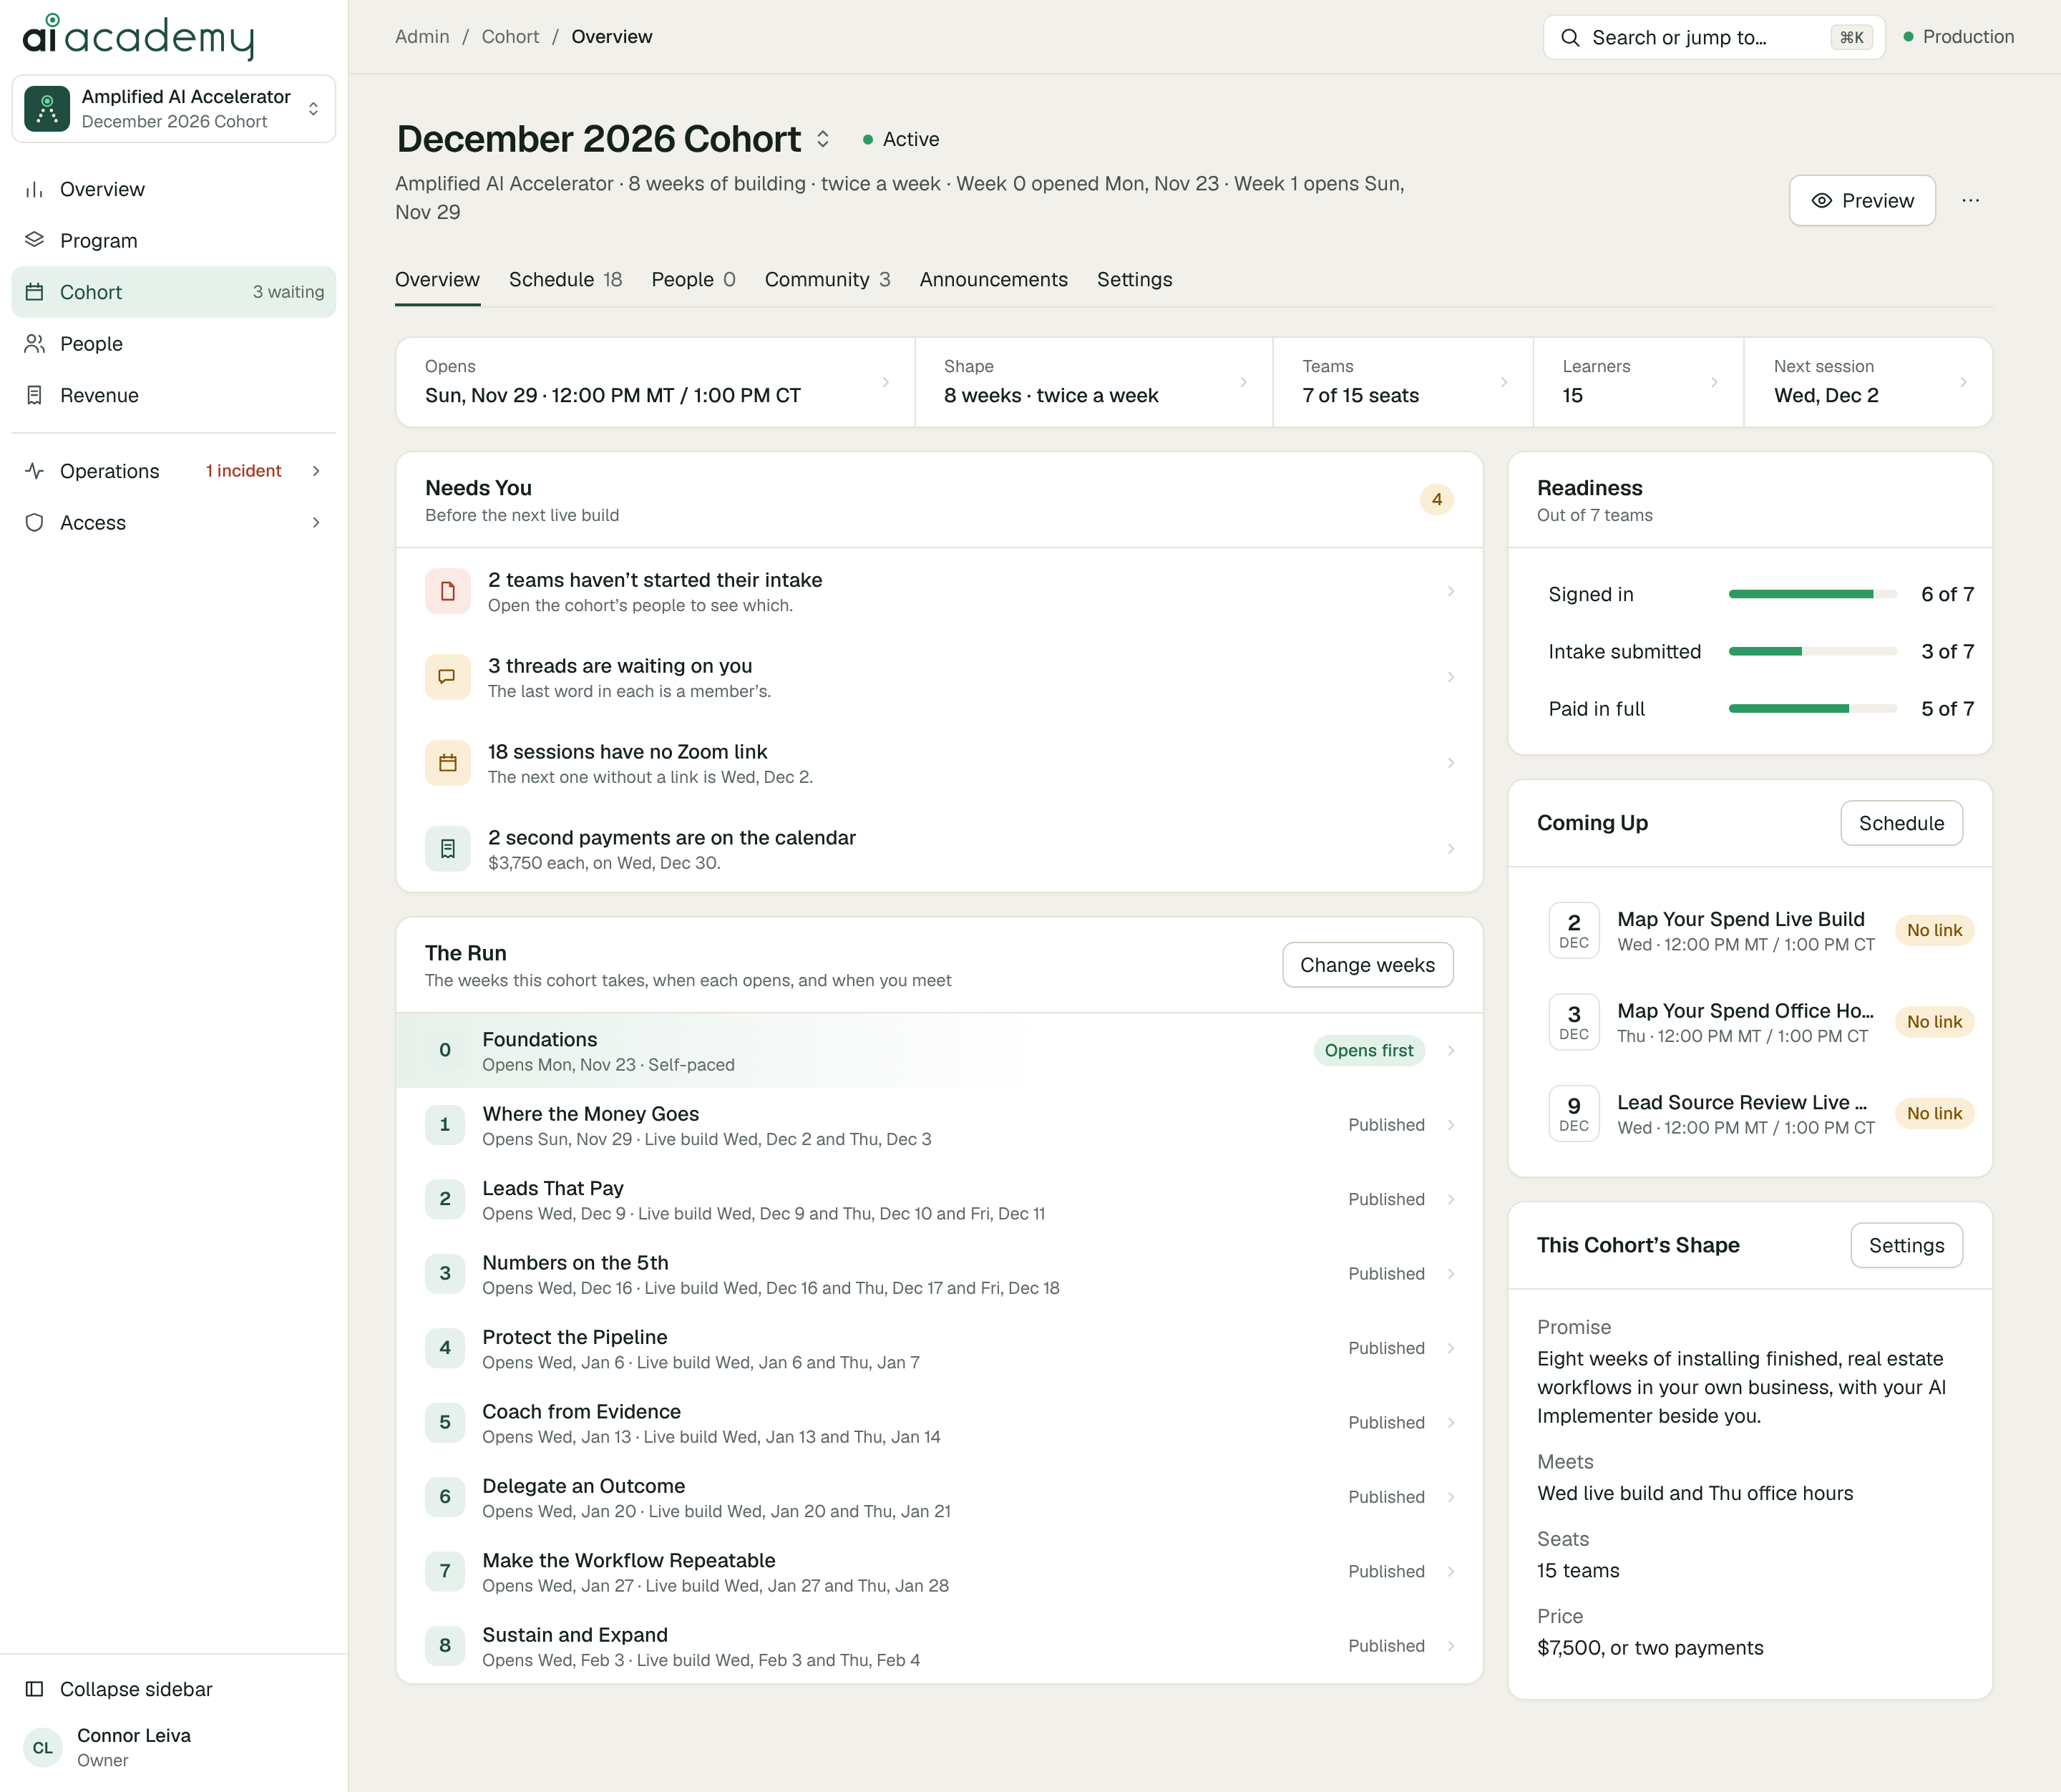 ai academy
Amplified AI Accelerator
December 2026 Cohort
Overview
Program
Cohort
3 waiting
People
Revenue
Operations
1 incident
Access
Collapse sidebar
CL
Connor Leiva
Owner
Admin / Cohort / Overview
Search or jump to...
⌘K
Production
December 2026 Cohort
Active
Amplified AI Accelerator · 8 weeks of building · twice a week · Week 0 opened Mon, Nov 23 · Week 1 opens Sun,
Nov 29
Preview
...
Overview
Schedule 18
People 0
Community 3
Announcements
Settings
Opens
Sun, Nov 29 · 12:00 PM MT / 1:00 PM CT
Shape
8 weeks · twice a week
Teams
7 of 15 seats
Learners
15
Next session
Wed, Dec 2
Needs You
Before the next live build
4
2 teams haven’t started their intake
Open the cohort’s people to see which.
3 threads are waiting on you
The last word in each is a member’s.
18 sessions have no Zoom link
The next one without a link is Wed, Dec 2.
2 second payments are on the calendar
$3,750 each, on Wed, Dec 30.
The Run
The weeks this cohort takes, when each opens, and when you meet
Change weeks
0
Foundations
Opens Mon, Nov 23 · Self-paced
Opens first
1
Where the Money Goes
Opens Sun, Nov 29 · Live build Wed, Dec 2 and Thu, Dec 3
Published
2
Leads That Pay
Opens Wed, Dec 9 · Live build Wed, Dec 9 and Thu, Dec 10 and Fri, Dec 11
Published
3
Numbers on the 5th
Opens Wed, Dec 16 · Live build Wed, Dec 16 and Thu, Dec 17 and Fri, Dec 18
Published
4
Protect the Pipeline
Opens Wed, Jan 6 · Live build Wed, Jan 6 and Thu, Jan 7
Published
5
Coach from Evidence
Opens Wed, Jan 13 · Live build Wed, Jan 13 and Thu, Jan 14
Published
6
Delegate an Outcome
Opens Wed, Jan 20 · Live build Wed, Jan 20 and Thu, Jan 21
Published
7
Make the Workflow Repeatable
Opens Wed, Jan 27 · Live build Wed, Jan 27 and Thu, Jan 28
Published
8
Sustain and Expand
Opens Wed, Feb 3 · Live build Wed, Feb 3 and Thu, Feb 4
Published
Readiness
Out of 7 teams
Signed in
6 of 7
Intake submitted
3 of 7
Paid in full
5 of 7
Coming Up
Schedule
2
DEC
Map Your Spend Live Build
Wed · 12:00 PM MT / 1:00 PM CT
No link
3
DEC
Map Your Spend Office Ho...
Thu · 12:00 PM MT / 1:00 PM CT
No link
9
DEC
Lead Source Review Live ...
Wed · 12:00 PM MT / 1:00 PM CT
No link
This Cohort’s Shape
Settings
Promise
Eight weeks of installing finished, real estate
workflows in your own business, with your AI
Implementer beside you.
Meets
Wed live build and Thu office hours
Seats
15 teams
Price
$7,500, or two payments